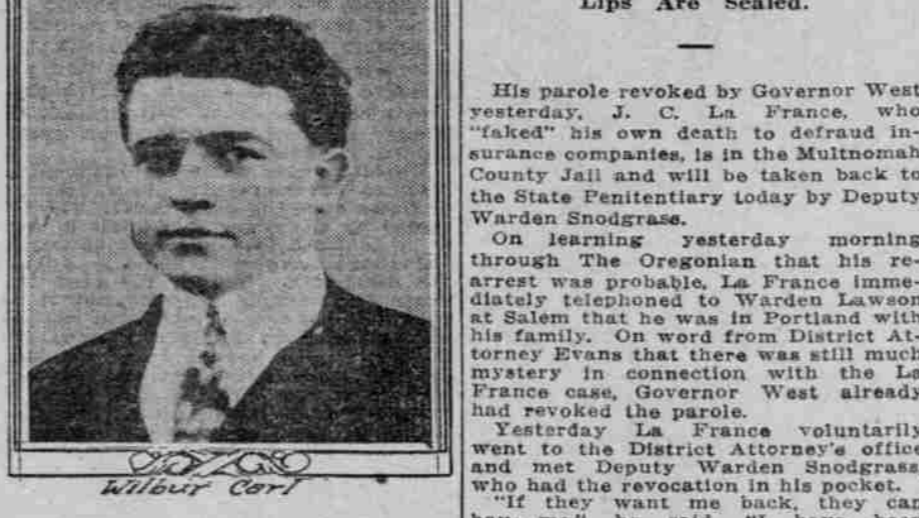 Wilbur Carl
Lips Are Sealed.
His parole revoked by Governor West
yesterday, J. C. La France, who
"faked" his own death to defraud in-
surance companies, is in the Multnomah
County Jail and will be taken back to
the State Penitentiary today by Deputy
Warden Snodgrass.
On learning yesterday morning
through The Oregonian that his re-
arrest was probable, La France imme-
diately telephoned to Warden Lawson
at Salem that he was in Portland with
his family. On word from District At-
torney Evans that there was still much
mystery in connection with the La
France case, Governor West already
had revoked the parole.
Yesterday La France voluntarily
went to the District Attorney's office
and met Deputy Warden Snodgrass
who had the revocation in his pocket.
"If they want me back, they can